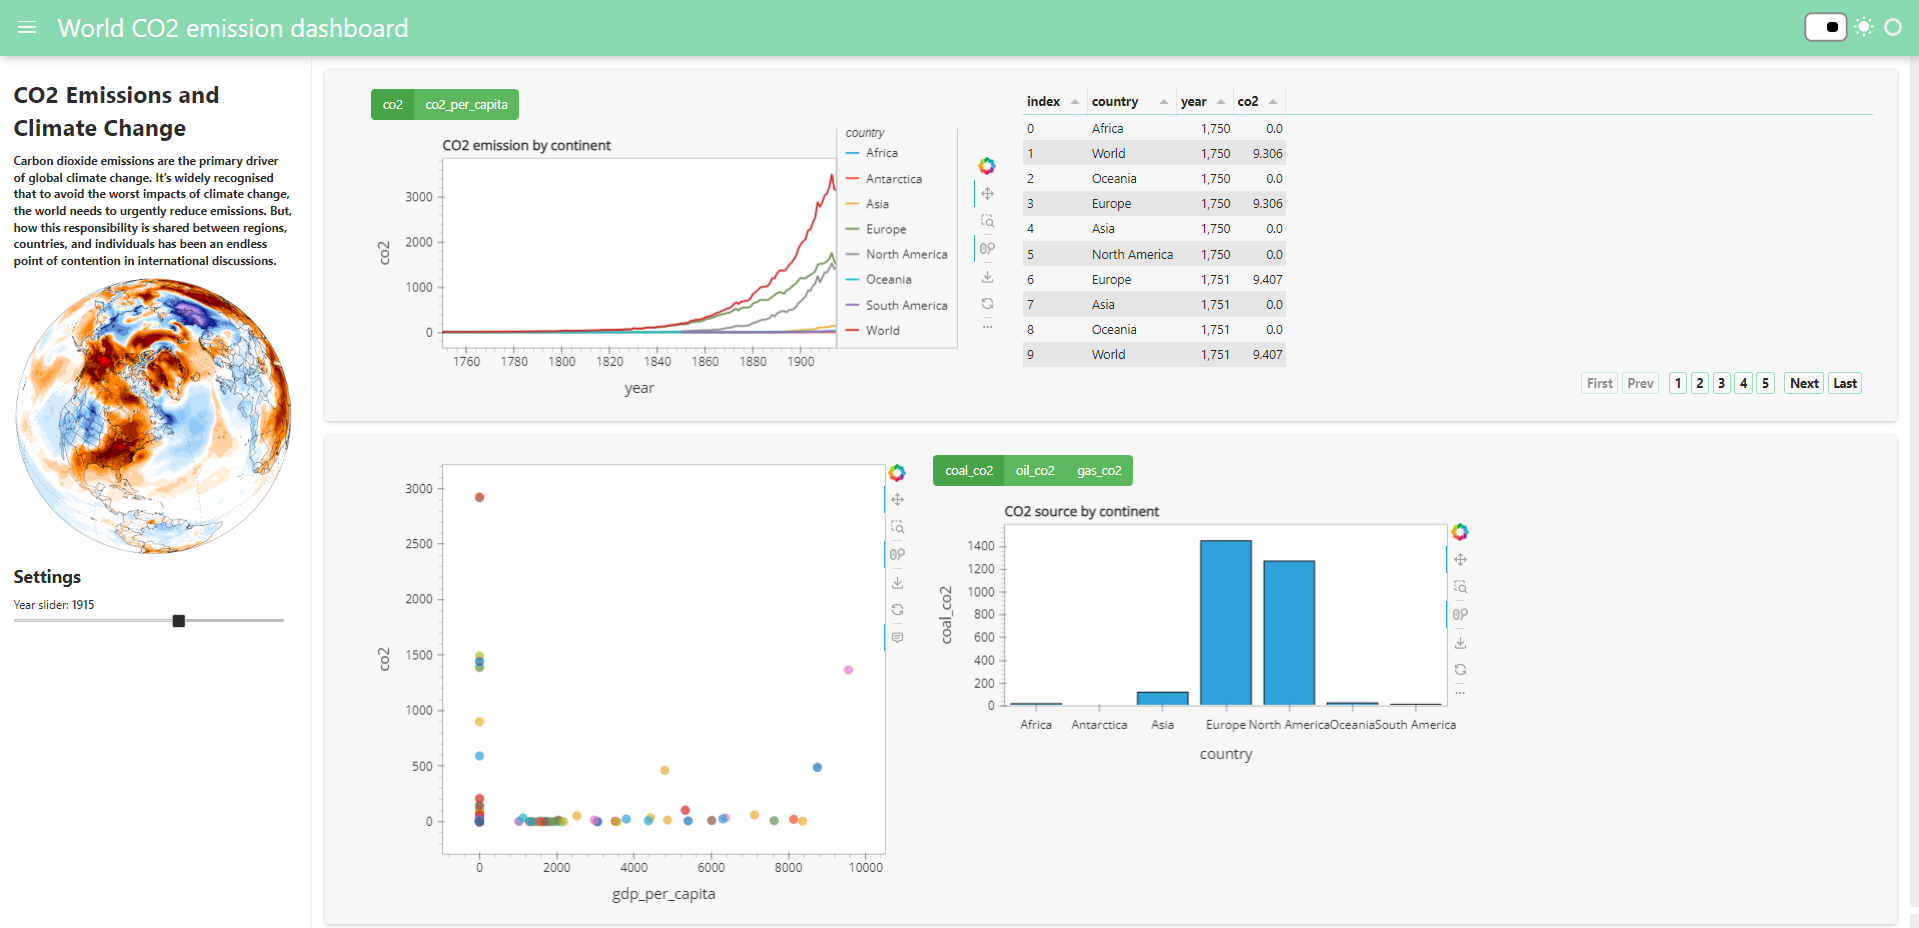 World CO2 emission dashboard
CO2 Emissions and
Climate Change
Carbon dioxide emissions are the primary driver
of global climate change. It's widely recognised
that to avoid the worst impacts of climate change,
the world needs to urgently reduce emissions. But,
how this responsibility is shared between regions,
countries, and individuals has been an endless
point of contention in international discussions.
Settings
Year slider: 1915
co2 co2_per_capita
CO2 emission by continent
co2
3000
2000
1000
0
1760 1780 1800 1820 1840 1860 1880 1900
year
country
Africa
Antarctica
Asia
Europe
North America
Oceania
South America
World
index country year co2
0 Africa 1,750 0.0
1 World 1,750 9.306
2 Oceania 1,750 0.0
3 Europe 1,750 9.306
4 Asia 1,750 0.0
5 North America 1,750 0.0
6 Europe 1,751 9.407
7 Asia 1,751 0.0
8 Oceania 1,751 0.0
9 World 1,751 9.407
First Prev 1 2 3 4 5 Next Last
co2
3000
2500
2000
1500
1000
500
0
0 2000 4000 6000 8000 10000
gdp_per_capita
coal_co2 oil_co2 gas_co2
CO2 source by continent
coal_co2
1400
1200
1000
800
600
400
200
0
Africa Antarctica Asia Europe North America Oceania South America
country